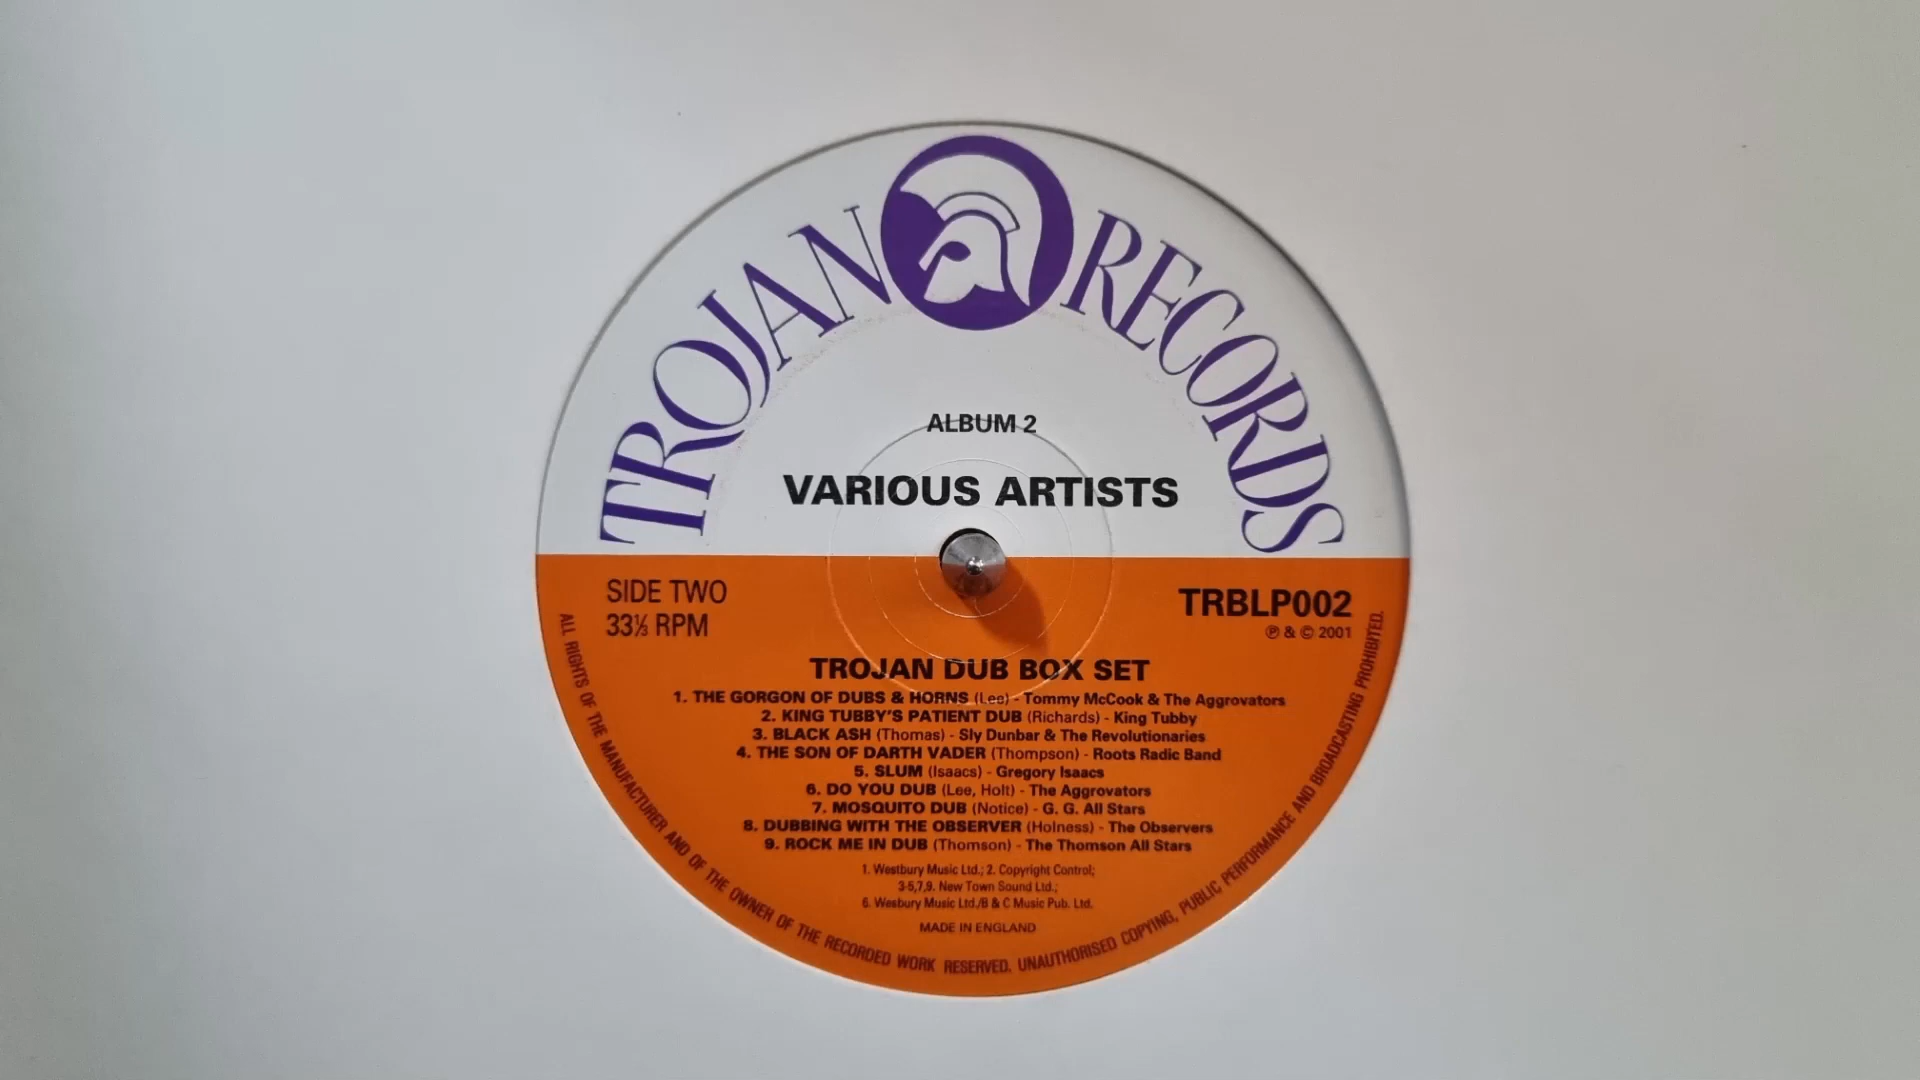 TROJAN RECORDS
ALBUM 2
VARIOUS ARTISTS
SIDE TWO
33⅓ RPM
TRBLP002
℗ & © 2001
TROJAN DUB BOX SET
1. THE GORGON OF DUBS & HORNS (Lee) - Tommy McCook & The Aggrovators
2. KING TUBBY'S PATIENT DUB (Richards) - King Tubby
3. BLACK ASH (Thomas) - Sly Dunbar & The Revolutionaries
4. THE SON OF DARTH VADER (Thompson) - Roots Radic Band
5. SLUM (Isaacs) - Gregory Isaacs
6. DO YOU DUB (Lee, Holt) - The Aggrovators
7. MOSQUITO DUB (Notice) - G. G. All Stars
8. DUBBING WITH THE OBSERVER (Holness) - The Observers
9. ROCK ME IN DUB (Thomson) - The Thomson All Stars
1. Westbury Music Ltd.; 2. Copyright Control;
3-5,7,9. New Town Sound Ltd.;
6. Wesbury Music Ltd./B & C Music Pub. Ltd.
MADE IN ENGLAND
ALL RIGHTS OF THE MANUFACTURER AND OF THE OWNER OF THE RECORDED WORK RESERVED. UNAUTHORISED COPYING, PUBLIC PERFORMANCE AND BROADCASTING PROHIBITED.